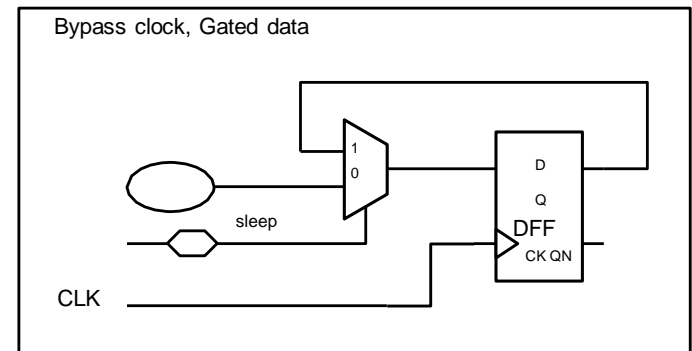 Bypass clock, Gated data
1
0
D
Q
sleep
DFF
CK QN
CLK